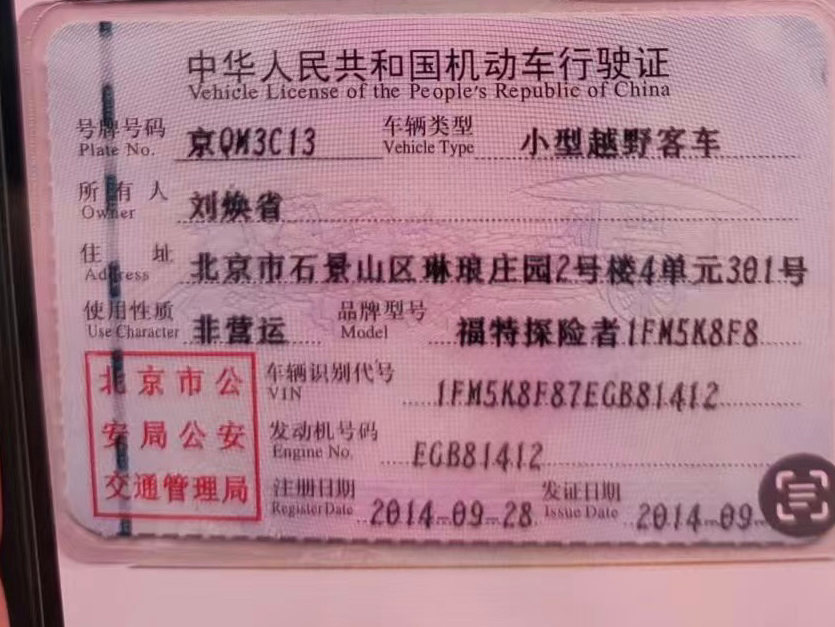 中华人民共和国机动车行驶证
Vehicle License of the People's Republic of China
号牌号码 京QM3C13 车辆类型 小型越野客车
Plate No. Vehicle Type
所有人 刘焕省
Owner
住址 北京市石景山区琳琅庄园2号楼4单元301号
Address
使用性质 非营运 品牌型号 福特探险者1FM5K8F8
Use Character Model
北京市公安局公安交通管理局
车辆识别代号 1FM5K8F87EGB81412
VIN
发动机号码 EGB81412
Engine No.
注册日期 2014-09-28 发证日期 2014-09-
Register Date Issue Date